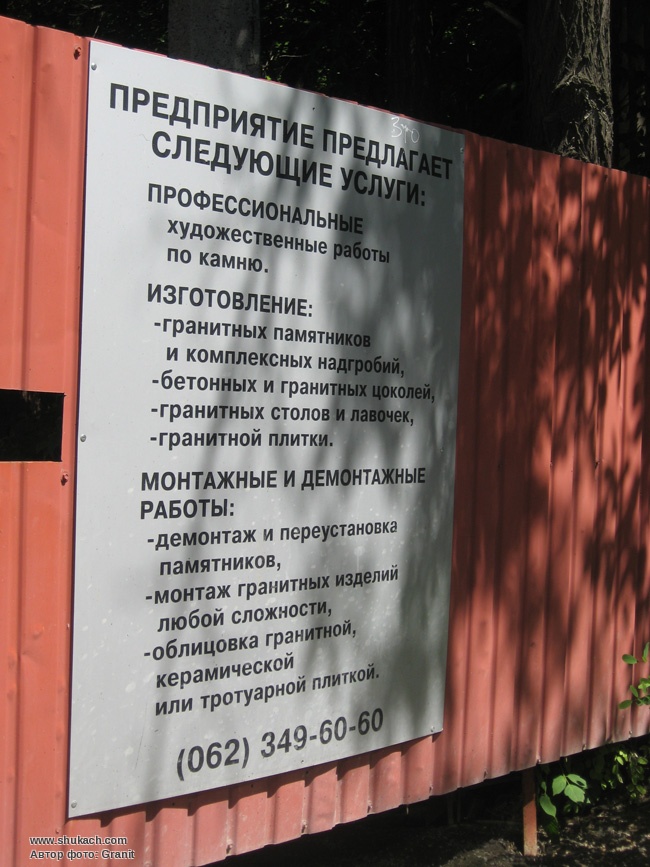 ПРЕДПРИЯТИЕ ПРЕДЛАГАЕТ
СЛЕДУЮЩИЕ УСЛУГИ:
ПРОФЕССИОНАЛЬНЫЕ
художественные работы
по камню.
ИЗГОТОВЛЕНИЕ:
-гранитных памятников
и комплексных надгробий,
-бетонных и гранитных цоколей,
-гранитных столов и лавочек,
-гранитной плитки.
МОНТАЖНЫЕ И ДЕМОНТАЖНЫЕ
РАБОТЫ:
-демонтаж и переустановка
памятников,
-монтаж гранитных изделий
любой сложности,
-облицовка гранитной,
керамической
или тротуарной плиткой.
(062) 349-60-60
www.shukach.com
Автор фото: Granit